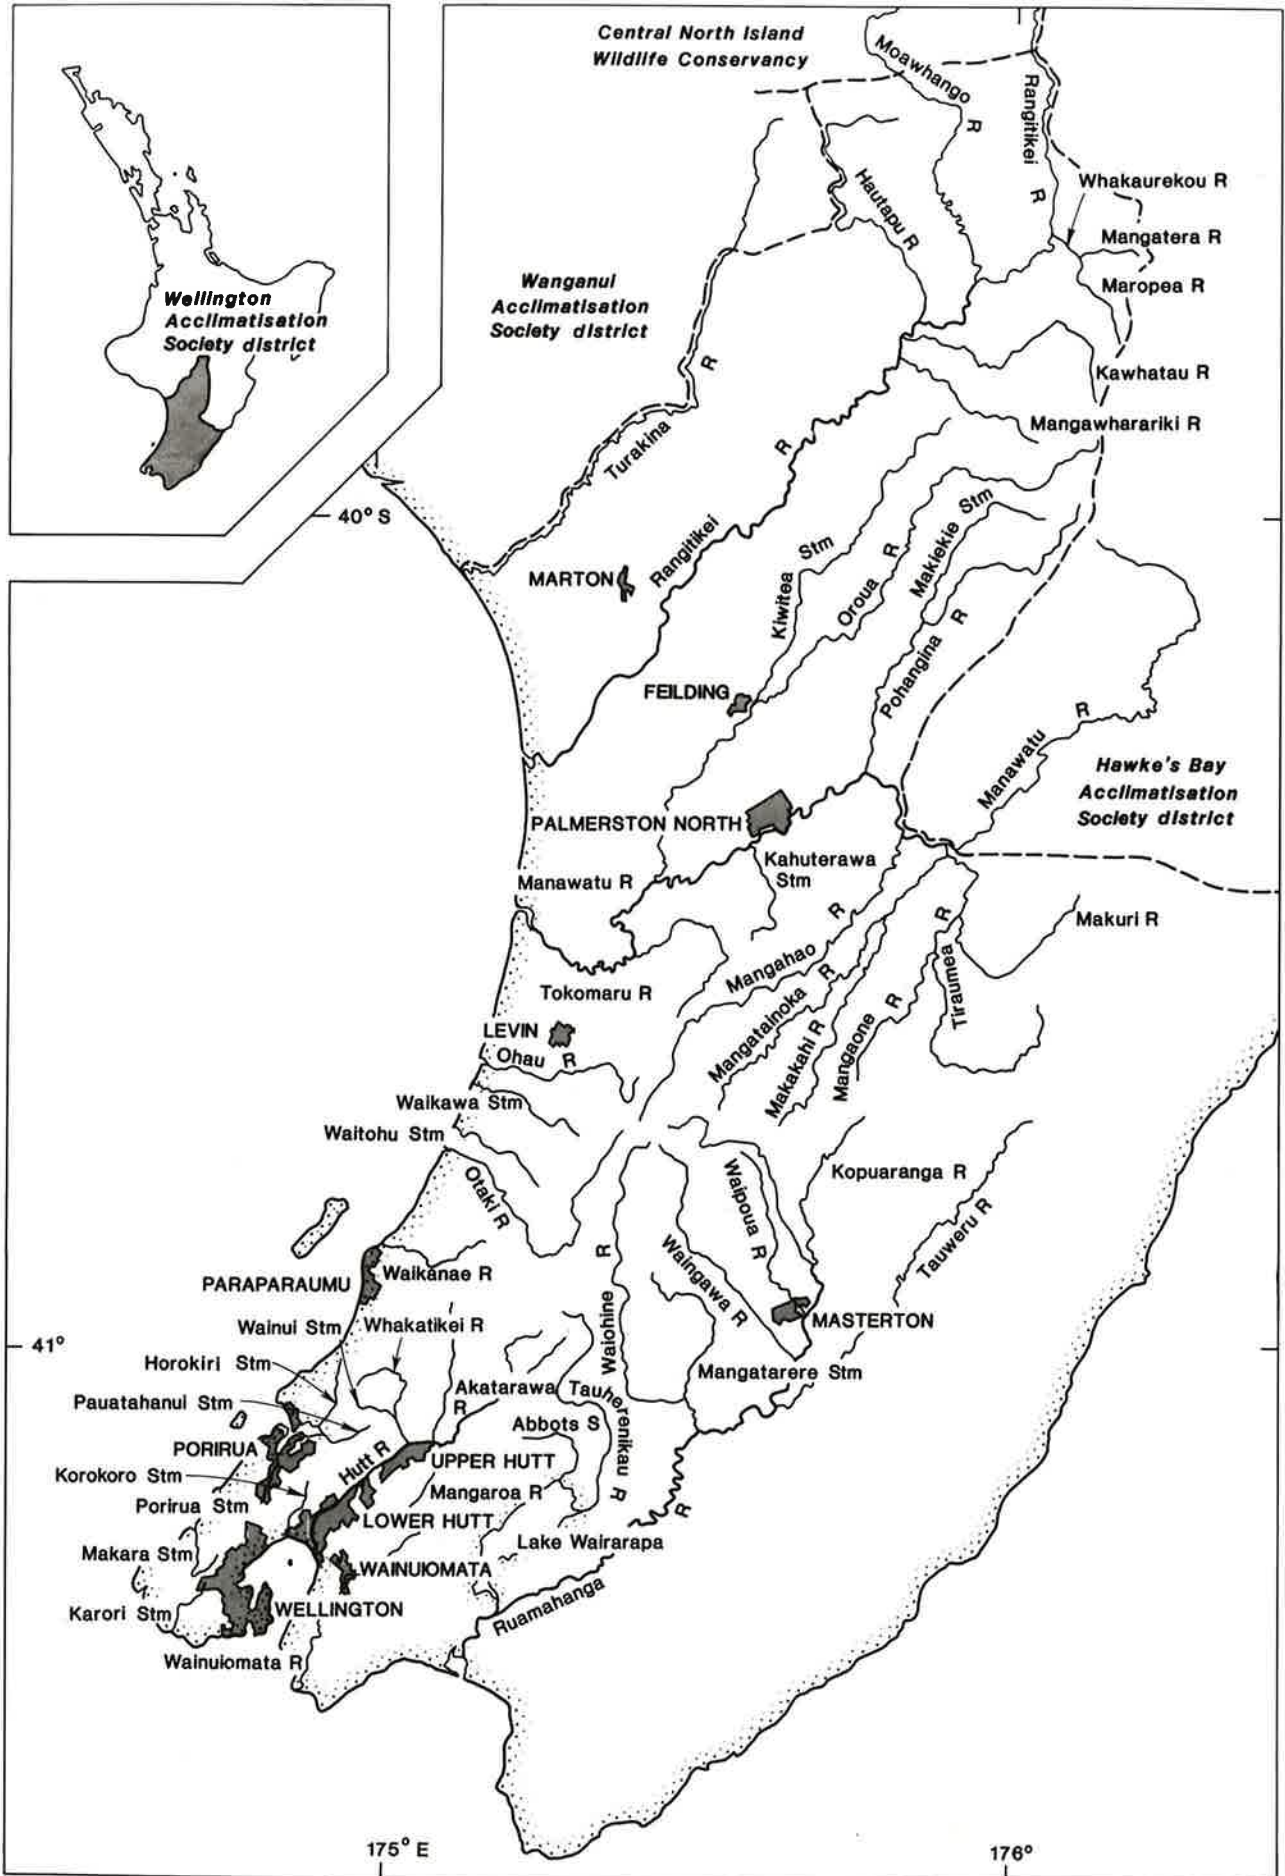 Central North Island
Wildlife Conservancy
Moawhango R
Rangitikei R
Whakaurekou R
Hautapu R
Mangatera R
Maropea R
Wellington
Acclimatisation
Society district
Wanganui
Acclimatisation
Society district
Kawhatau R
Mangawharariki R
Turakina R
40° S
Rangitikei R
MARTON
Kiwitea Stm
Oroua R
Makiekie Stm
Pohangina R
FEILDING
Manawatu R
Hawke's Bay
Acclimatisation
Society district
PALMERSTON NORTH
Kahuterawa
Stm
Manawatu R
Makuri R
Mangahao R
Tiraumea R
Tokomaru R
Mangatainoka R
LEVIN
Ohau R
Makakahi R
Mangaone R
Waikawa Stm
Waitohu Stm
Otaki R
Waipoua R
Kopuaranga R
Tauweru R
Waingawa R
PARAPARAUMU
Waikanae R
Waiohine R
MASTERTON
Wainui Stm
Whakatikei R
41°
Horokiri Stm
Mangatarere Stm
Akatarawa R
Tauherenikau R
Pauatahanui Stm
Abbots S
PORIRUA
Hutt R
UPPER HUTT
Korokoro Stm
Mangaroa R
Porirua Stm
LOWER HUTT
Lake Wairarapa
Makara Stm
WAINUIOMATA
Ruamahanga R
Karori Stm
WELLINGTON
Wainuiomata R
175° E
176°